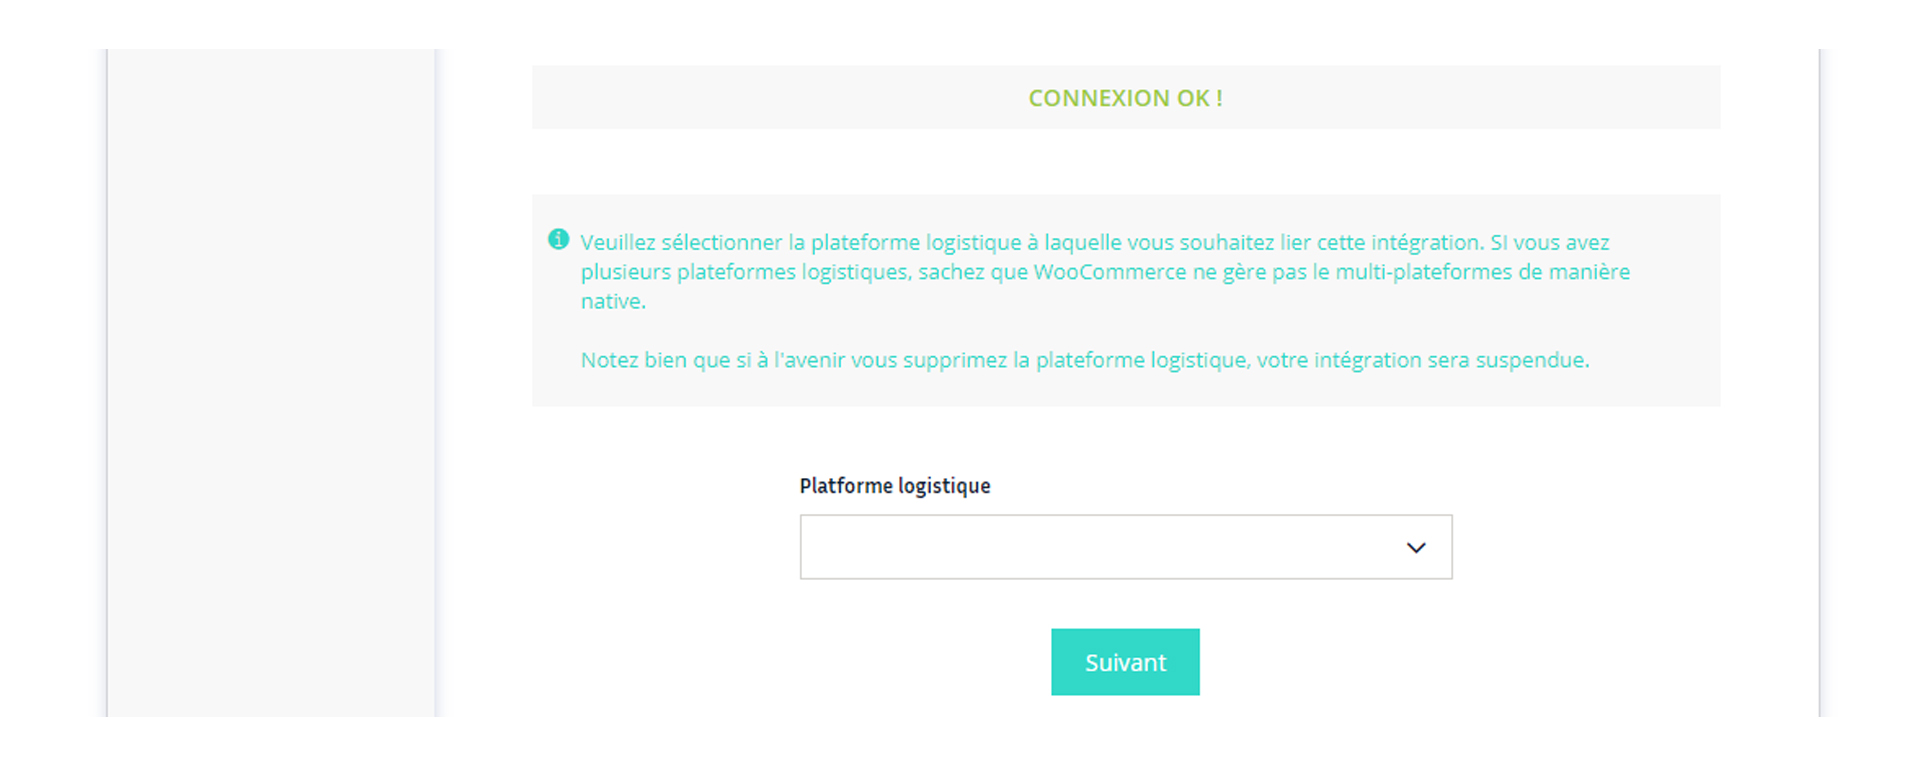 CONNEXION OK !
Veuillez sélectionner la plateforme logistique à laquelle vous souhaitez lier cette intégration. SI vous avez
plusieurs plateformes logistiques, sachez que WooCommerce ne gère pas le multi-plateformes de manière
native.
Notez bien que si à l'avenir vous supprimez la plateforme logistique, votre intégration sera suspendue.
Platforme logistique
Suivant